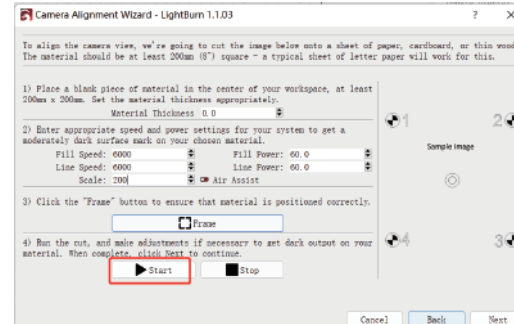 Camera Alignment Wizard - LightBurn 1.1.03
? X
To align the camera view, we're going to cut the image below onto a sheet of paper, cardboard, or thin wood
The material should be at least 200mm (8") square - a typical sheet of letter paper will work for this.
1) Place a blank piece of material in the center of your workspace, at least
200mm x 200mm. Set the material thickness appropriately.
Material Thickness 0.0
2) Enter appropriate speed and power settings for your system to get a
moderately dark surface mark on your chosen material.
Fill Speed: 6000 Fill Power: 60.0
Line Speed: 6000 Line Power: 60.0
Scale: 200 Air Assist
3) Click the "Frame" button to ensure that material is positioned correctly.
Frame
4) Run the cut, and make adjustments if necessary to get dark output on your
material. When complete, click Next to continue.
Start Stop
1 2
Sample Image
4 3
Cancel Back Next